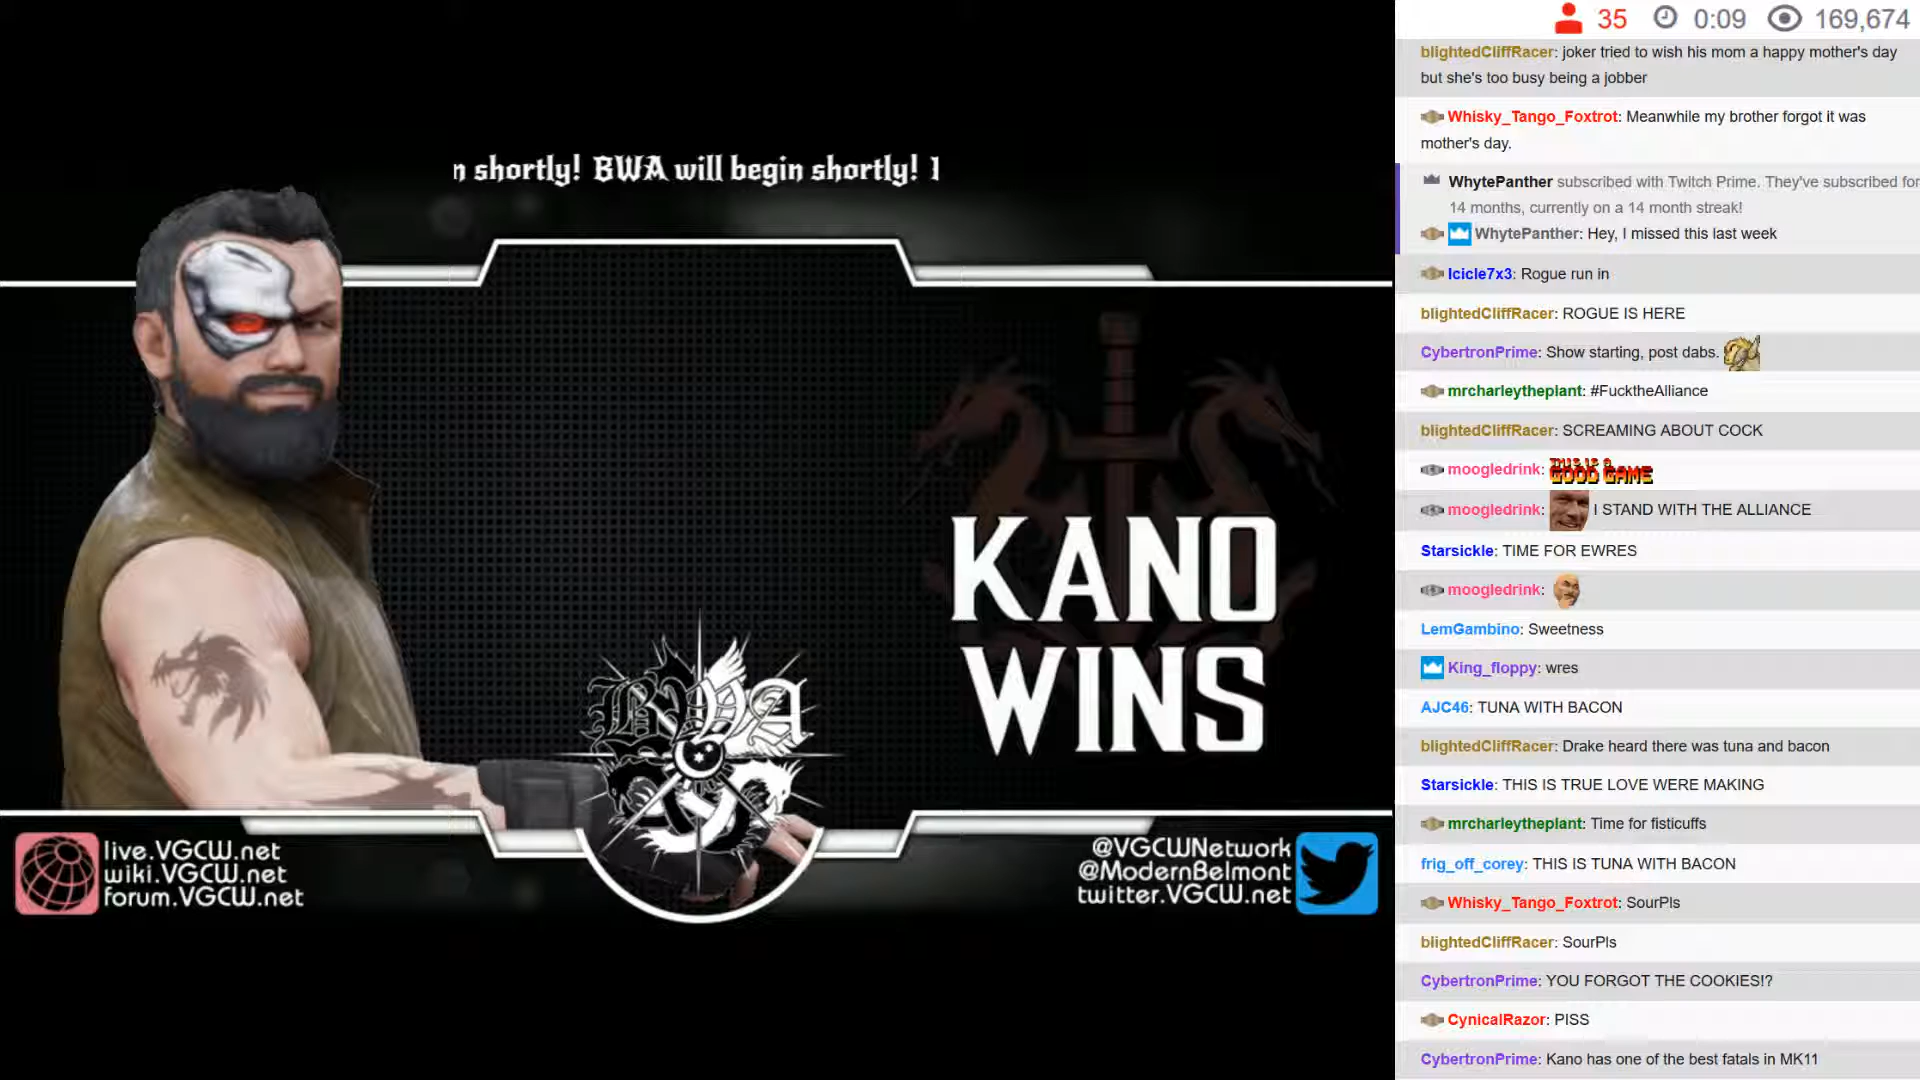 n shortly! BWA will begin shortly!
KANO
WINS
BWA
live.VGCW.net
wiki.VGCW.net
forum.VGCW.net
@VGCWNetwork
@ModernBelmont
twitter.VGCW.net
35 0:09 169,674
blightedCliffRacer: joker tried to wish his mom a happy mother's day
but she's too busy being a jobber
Whisky_Tango_Foxtrot: Meanwhile my brother forgot it was
mother's day.
WhytePanther subscribed with Twitch Prime. They've subscribed for
14 months, currently on a 14 month streak!
WhytePanther: Hey, I missed this last week
Icicle7x3: Rogue run in
blightedCliffRacer: ROGUE IS HERE
CybertronPrime: Show starting, post dabs.
mrcharleytheplant: #FucktheAlliance
blightedCliffRacer: SCREAMING ABOUT COCK
moogledrink: THIS IS A GOOD GAME
moogledrink: I STAND WITH THE ALLIANCE
Starsickle: TIME FOR EWRES
moogledrink:
LemGambino: Sweetness
King_floppy: wres
AJC46: TUNA WITH BACON
blightedCliffRacer: Drake heard there was tuna and bacon
Starsickle: THIS IS TRUE LOVE WERE MAKING
mrcharleytheplant: Time for fisticuffs
frig_off_corey: THIS IS TUNA WITH BACON
Whisky_Tango_Foxtrot: SourPls
blightedCliffRacer: SourPls
CybertronPrime: YOU FORGOT THE COOKIES!?
CynicalRazor: PISS
CybertronPrime: Kano has one of the best fatals in MK11